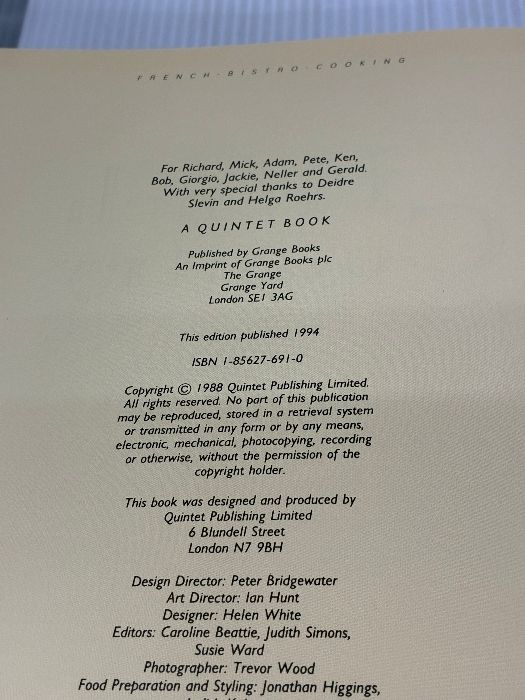 FRENCH · BISTRO · COOKING
For Richard, Mick, Adam, Pete, Ken,
Bob, Giorgio, Jackie, Neller and Gerald.
With very special thanks to Deidre
Slevin and Helga Roehrs.
A QUINTET BOOK
Published by Grange Books
An Imprint of Grange Books plc
The Grange
Grange Yard
London SE1 3AG
This edition published 1994
ISBN 1-85627-691-0
Copyright © 1988 Quintet Publishing Limited.
All rights reserved. No part of this publication
may be reproduced, stored in a retrieval system
or transmitted in any form or by any means,
electronic, mechanical, photocopying, recording
or otherwise, without the permission of the
copyright holder.
This book was designed and produced by
Quintet Publishing Limited
6 Blundell Street
London N7 9BH
Design Director: Peter Bridgewater
Art Director: Ian Hunt
Designer: Helen White
Editors: Caroline Beattie, Judith Simons,
Susie Ward
Photographer: Trevor Wood
Food Preparation and Styling: Jonathan Higgings,